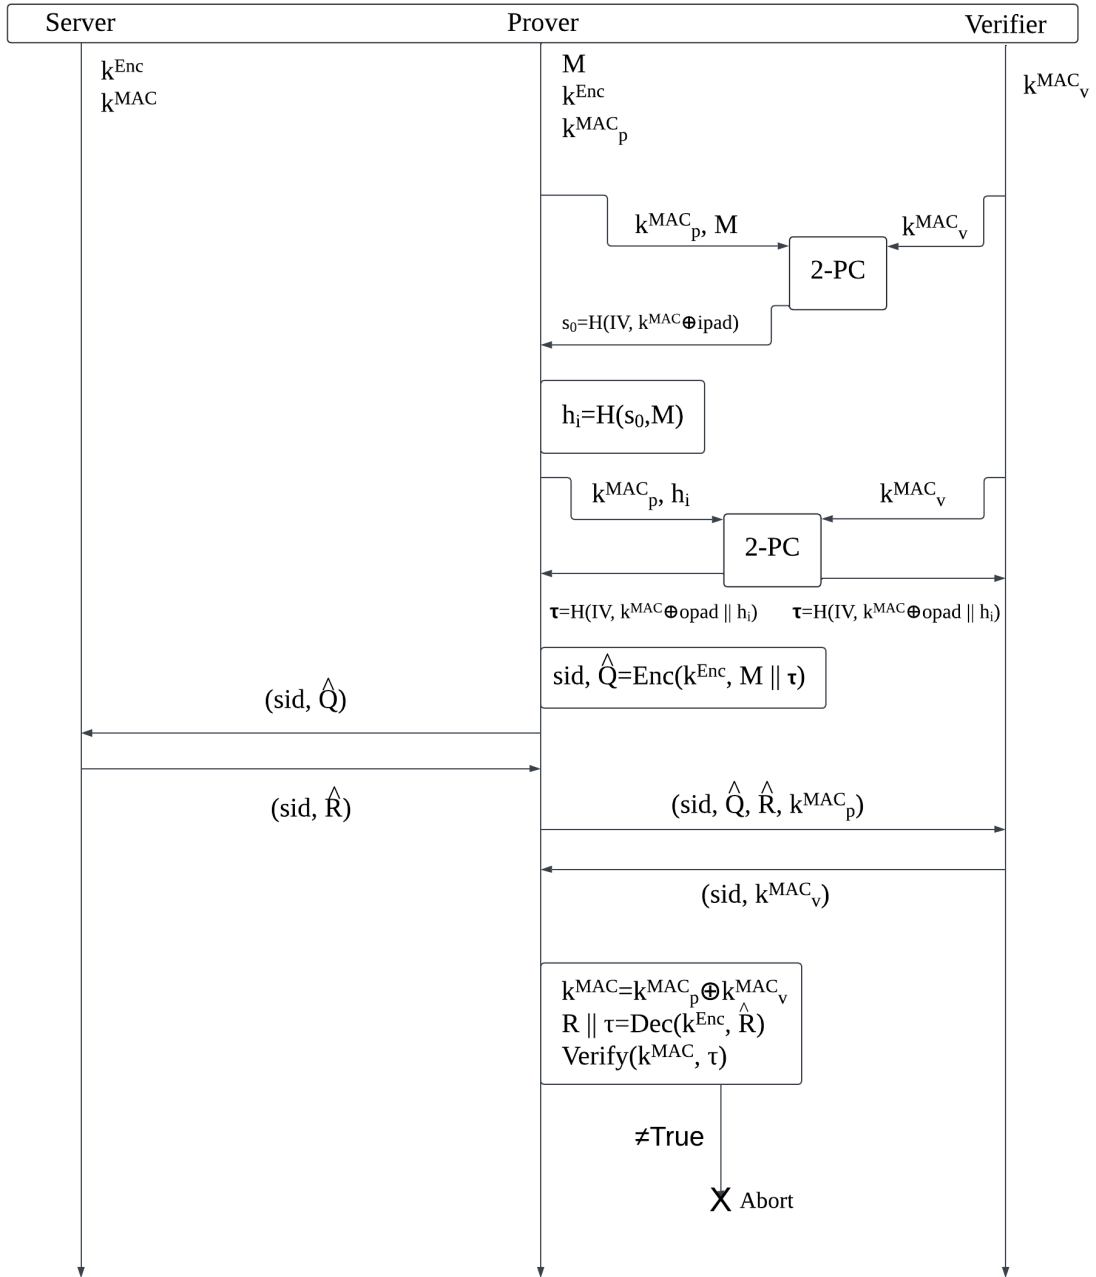 Server Prover Verifier
k^Enc
k^MAC
M
k^Enc
k^MAC_p
k^MAC_v
k^MAC_p, M
k^MAC_v
2-PC
s₀=H(IV, k^MAC⊕ipad)
h_i=H(s₀,M)
k^MAC_p, h_i
k^MAC_v
2-PC
τ=H(IV, k^MAC⊕opad || h_i)
τ=H(IV, k^MAC⊕opad || h_i)
sid, Q̂=Enc(k^Enc, M || τ)
(sid, Q̂)
(sid, R̂)
(sid, Q̂, R̂, k^MAC_p)
(sid, k^MAC_v)
k^MAC=k^MAC_p⊕k^MAC_v
R || τ=Dec(k^Enc, R̂)
Verify(k^MAC, τ)
≠True
X Abort